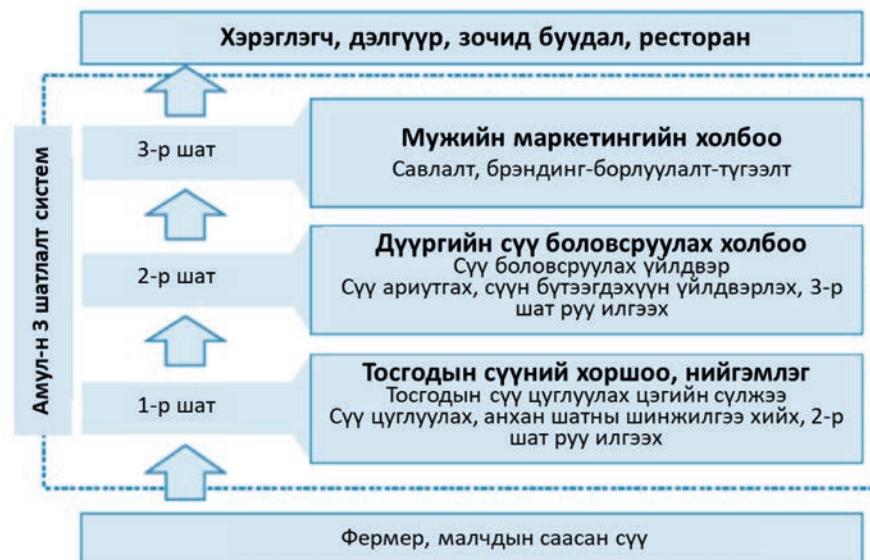 Хэрэглэгч, дэлгүүр, зочид буудал, ресторан
Амул-н 3 шатлалт систем
3-р шат
Мужийн маркетингийн холбоо
Савлалт, брэндинг-борлуулалт-түгээлт
2-р шат
Дүүргийн сүү боловсруулах холбоо
Сүү боловсруулах үйлдвэр
Сүү ариутгах, сүүн бүтээгдэхүүн үйлдвэрлэх, 3-р
шат руу илгээх
1-р шат
Тосгодын сүүний хоршоо, нийгэмлэг
Тосгодын сүү цуглуулах цэгийн сүлжээ
Сүү цуглуулах, анхан шатны шинжилгээ хийх, 2-р
шат руу илгээх
Фермер, малчдын саасан сүү